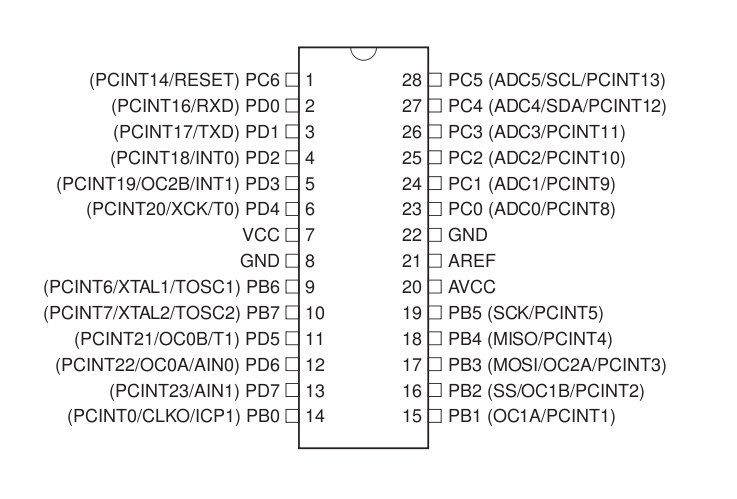 (PCINT14/RESET) PC6 1 28 PC5 (ADC5/SCL/PCINT13)
(PCINT16/RXD) PD0 2 27 PC4 (ADC4/SDA/PCINT12)
(PCINT17/TXD) PD1 3 26 PC3 (ADC3/PCINT11)
(PCINT18/INT0) PD2 4 25 PC2 (ADC2/PCINT10)
(PCINT19/OC2B/INT1) PD3 5 24 PC1 (ADC1/PCINT9)
(PCINT20/XCK/T0) PD4 6 23 PC0 (ADC0/PCINT8)
VCC 7 22 GND
GND 8 21 AREF
(PCINT6/XTAL1/TOSC1) PB6 9 20 AVCC
(PCINT7/XTAL2/TOSC2) PB7 10 19 PB5 (SCK/PCINT5)
(PCINT21/OC0B/T1) PD5 11 18 PB4 (MISO/PCINT4)
(PCINT22/OC0A/AIN0) PD6 12 17 PB3 (MOSI/OC2A/PCINT3)
(PCINT23/AIN1) PD7 13 16 PB2 (SS/OC1B/PCINT2)
(PCINT0/CLKO/ICP1) PB0 14 15 PB1 (OC1A/PCINT1)